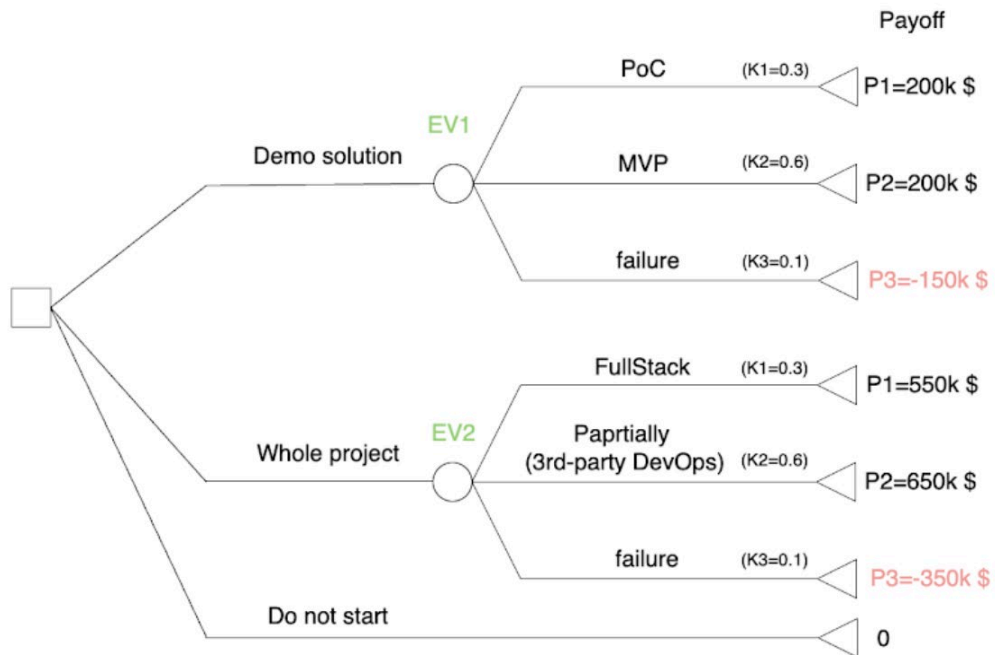 Payoff
PoC (K1=0.3) P1=200k $
EV1
Demo solution
MVP (K2=0.6) P2=200k $
failure (K3=0.1) P3=-150k $
FullStack (K1=0.3) P1=550k $
EV2
Whole project
Paprtially
(3rd-party DevOps) (K2=0.6) P2=650k $
failure (K3=0.1) P3=-350k $
Do not start
0